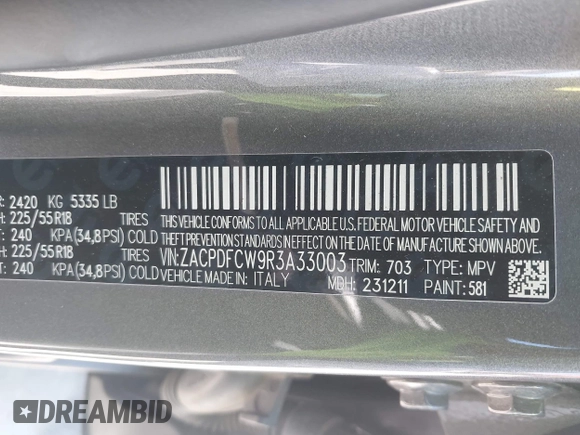 R: 2420 KG 5335 LB
H: 225/55R18 TIRES
T: 240 KPA(34,8PSI) COLD
H: 225/55R18 TIRES
T: 240 KPA(34,8PSI) COLD
THIS VEHICLE CONFORMS TO ALL APPLICABLE U.S. FEDERAL MOTOR VEHICLE SAFETY,
BUMPER, AND THEFT PREVENTION STANDARDS IN EFFECT ON THE DATE OF MANUFACTURE SHOWN ABOVE.
VIN: ZACPDFCW9R3A33003 TRIM: 703 TYPE: MPV
VEHICLE MADE IN: ITALY MDH: 231211 PAINT: 581
DREAMBID